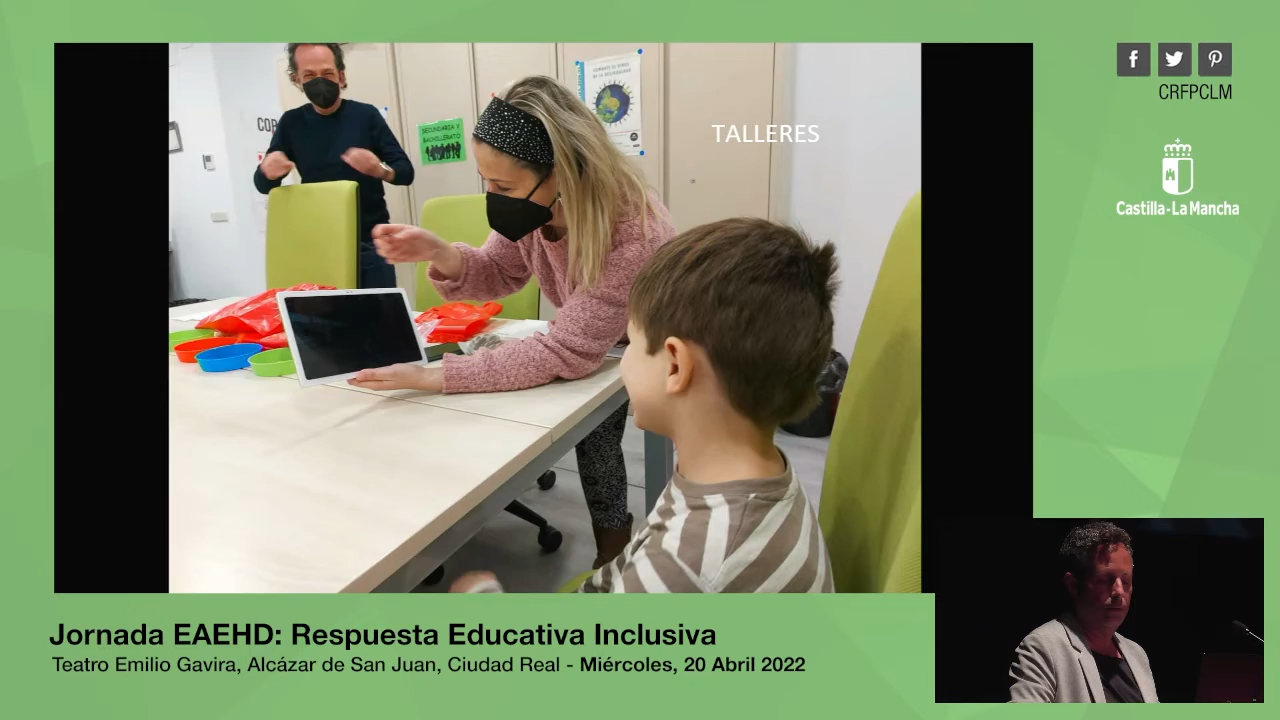 TALLERES
SECUNDARIA Y
BACHILLERATO
COP
CRFPCLM
Castilla-La Mancha
Jornada EAEHD: Respuesta Educativa Inclusiva
Teatro Emilio Gavira, Alcázar de San Juan, Ciudad Real - Miércoles, 20 Abril 2022